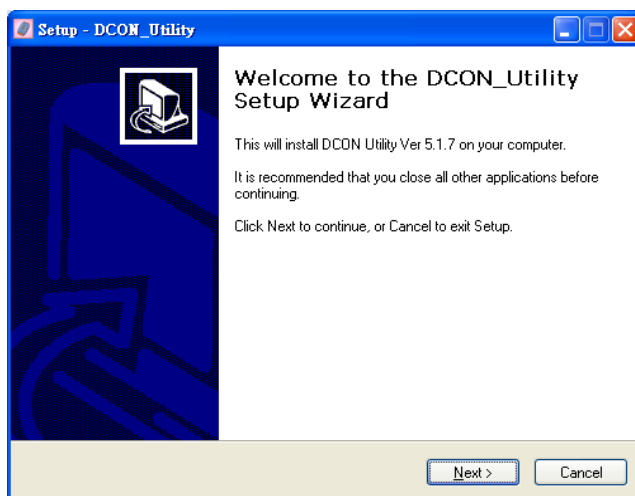 Setup - DCON_Utility
Welcome to the DCON_Utility
Setup Wizard
This will install DCON Utility Ver 5.1.7 on your computer.
It is recommended that you close all other applications before
continuing.
Click Next to continue, or Cancel to exit Setup.
Next >
Cancel